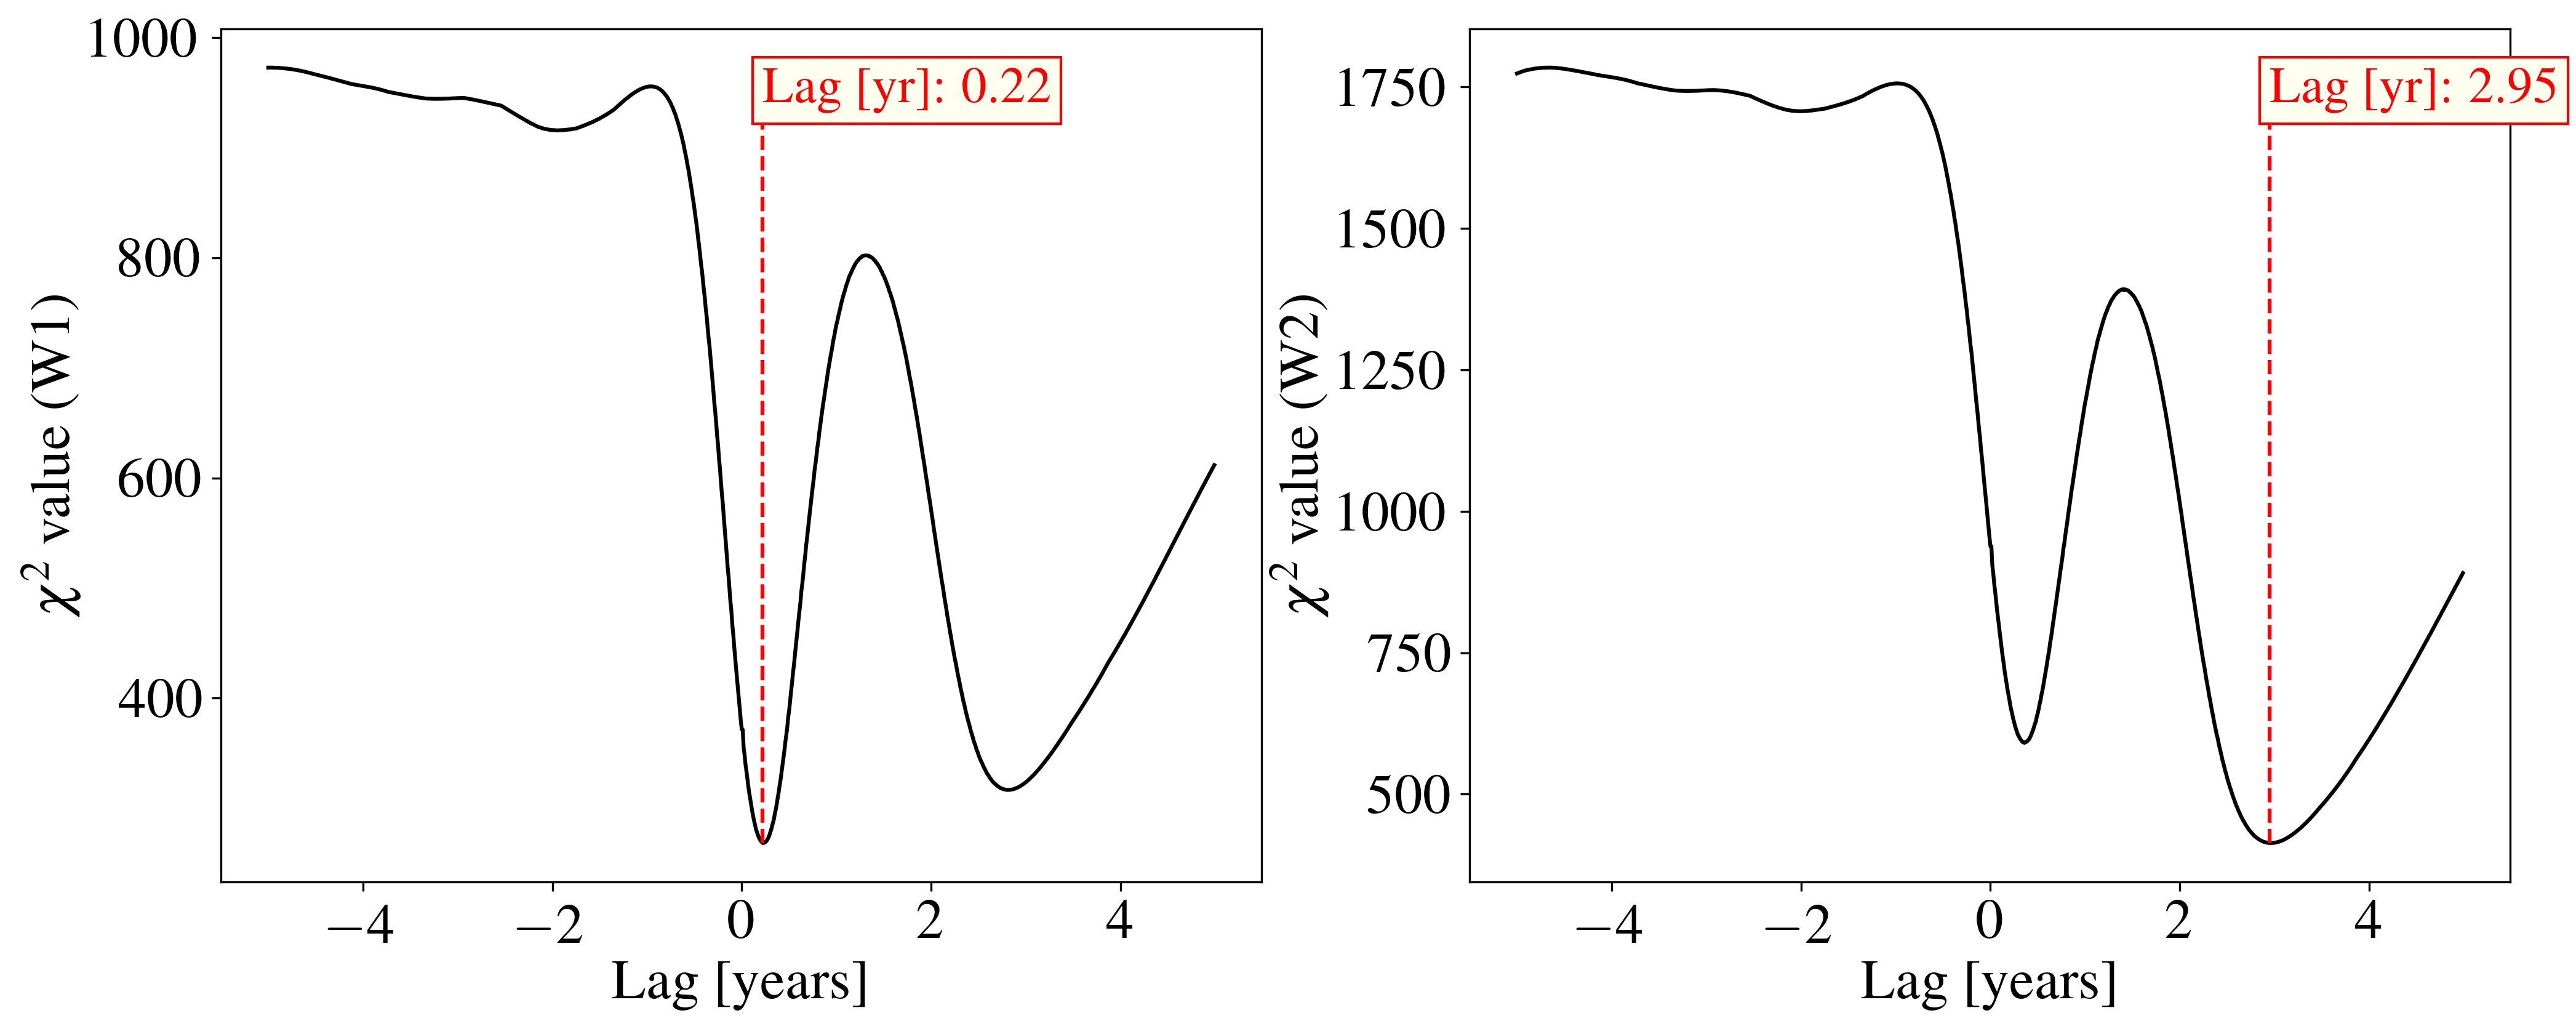 1000
800
600
400
χ² value (W1)
Lag [yr]: 0.22
−4 −2 0 2 4
Lag [years]
1750
1500
1250
1000
750
500
χ² value (W2)
Lag [yr]: 2.95
−4 −2 0 2 4
Lag [years]